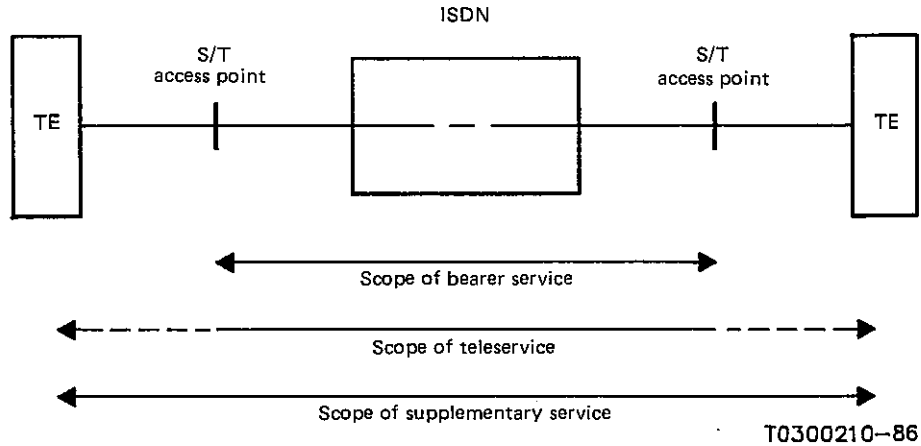 ISDN
S/T
access point
S/T
access point
TE
TE
Scope of bearer service
Scope of teleservice
Scope of supplementary service
T0300210-86